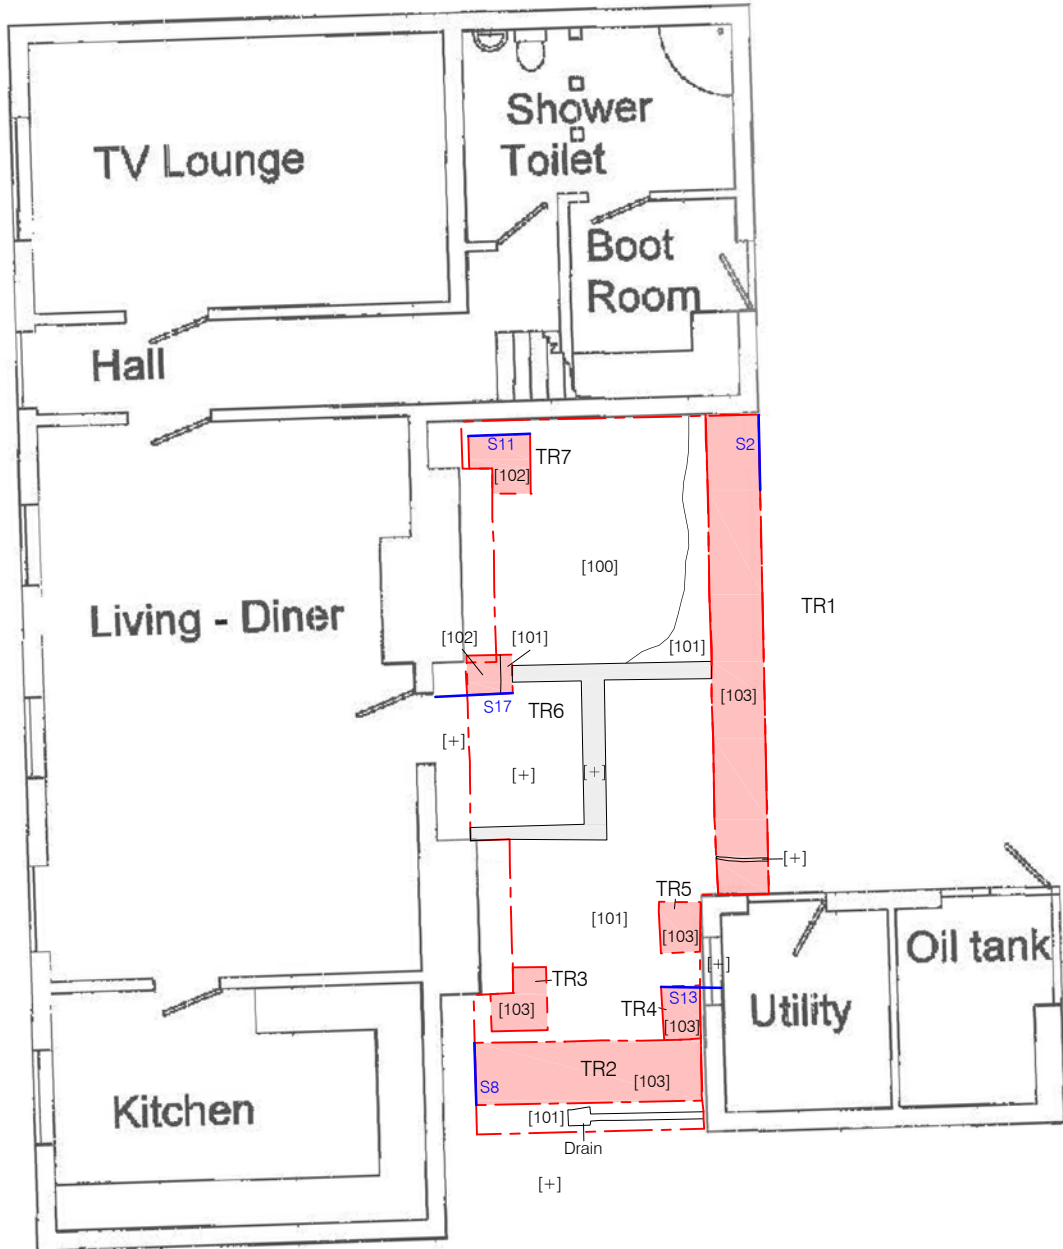 Shower
TV Lounge
Toilet
Boot
Room
Hall
S11
TR7
S2
[102]
[100]
TR1
Living - Diner
[102]
[101]
[101]
[103]
S17
TR6
[+]
[+]
[+]
[+]
TR5
[101]
[103]
Oil tank
[+]
TR3
S13
[103]
TR4
Utility
[103]
TR2
S8
[103]
Kitchen
[101]
Drain
[+]